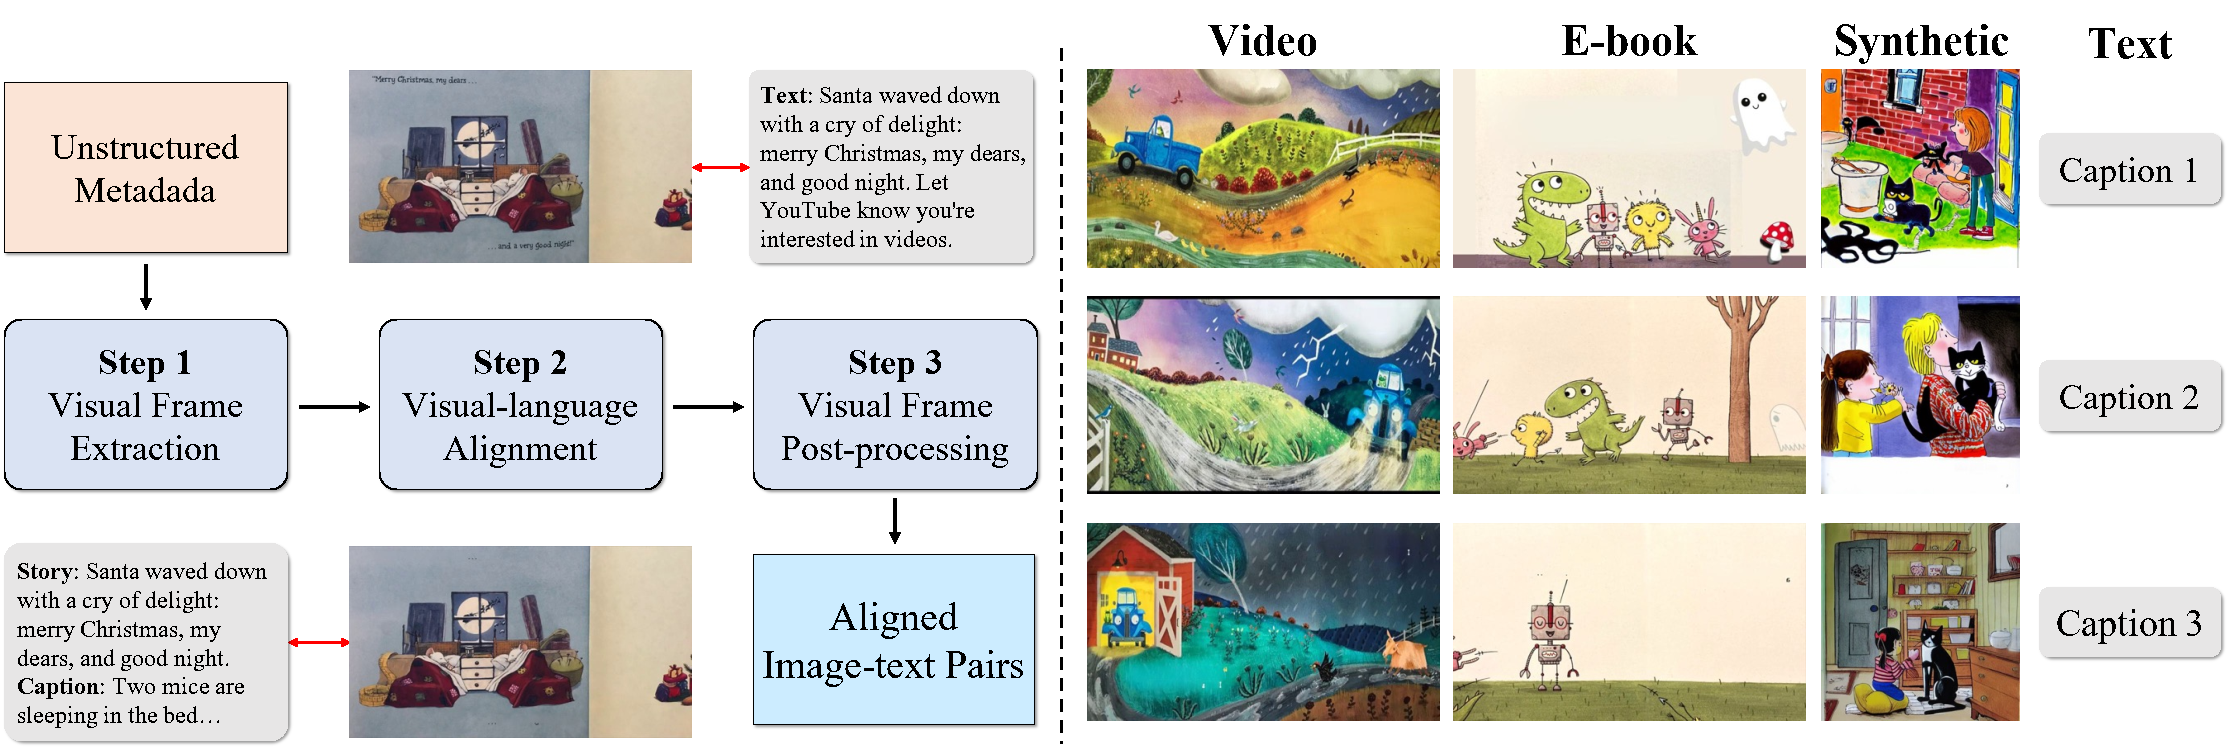 Unstructured
Metadada
"Merry Christmas, my dears . . .
. . . and a very good night!"
Text: Santa waved down
with a cry of delight:
merry Christmas, my dears,
and good night. Let
YouTube know you're
interested in videos.
Step 1
Visual Frame
Extraction
Step 2
Visual-language
Alignment
Step 3
Visual Frame
Post-processing
Story: Santa waved down
with a cry of delight:
merry Christmas, my
dears, and good night.
Caption: Two mice are
sleeping in the bed…
Aligned
Image-text Pairs
Video
E-book
Synthetic
Text
Caption 1
Caption 2
Caption 3